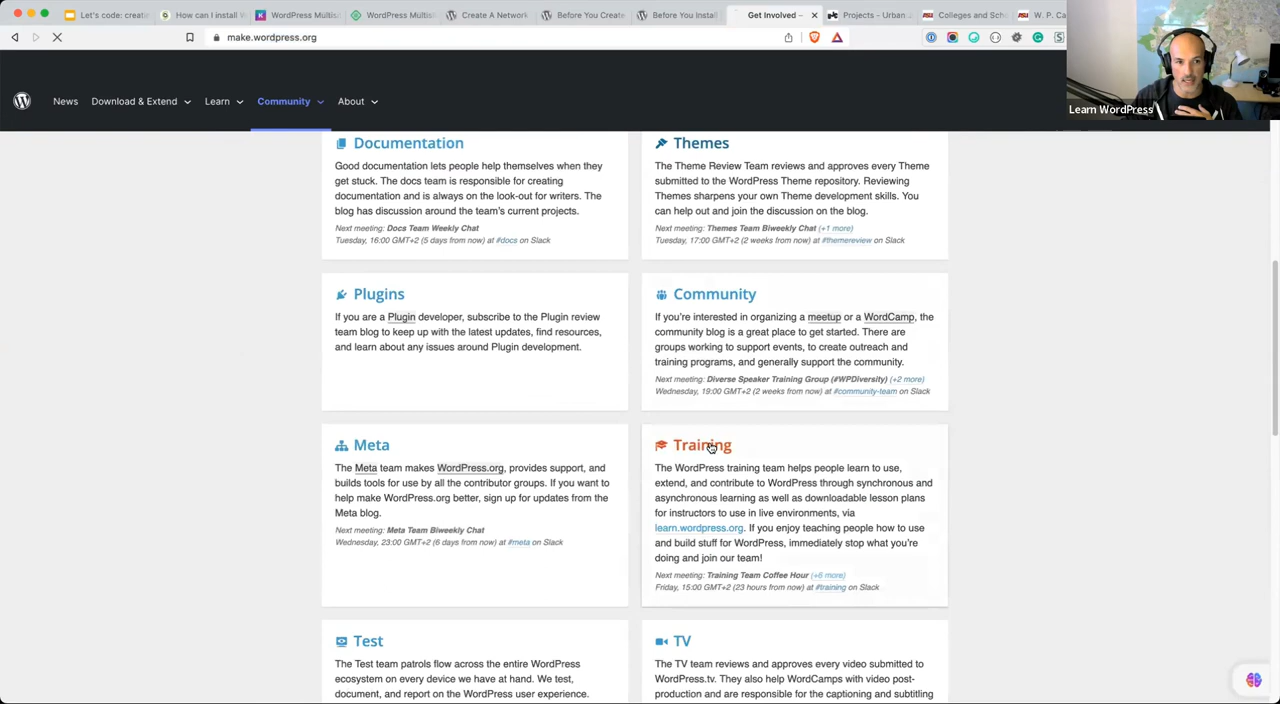 Let's code: creati
How can I install W
WordPress Multisi
WordPress Multisi
Create A Network
Before You Create
Before You Install
Get Involved –
Projects - Urban
Colleges and Scho
W. P. Ca
make.wordpress.org
Learn WordPress
News
Download & Extend
Learn
Community
About
Documentation
Good documentation lets people help themselves when they
get stuck. The docs team is responsible for creating
documentation and is always on the look-out for writers. The
blog has discussion around the team's current projects.
Next meeting: Docs Team Weekly Chat
Tuesday, 16:00 GMT+2 (5 days from now) at #docs on Slack
Themes
The Theme Review Team reviews and approves every Theme
submitted to the WordPress Theme repository. Reviewing
Themes sharpens your own Theme development skills. You
can help out and join the discussion on the blog.
Next meeting: Themes Team Biweekly Chat (+1 more)
Tuesday, 17:00 GMT+2 (2 weeks from now) at #themereview on Slack
Plugins
If you are a Plugin developer, subscribe to the Plugin review
team blog to keep up with the latest updates, find resources,
and learn about any issues around Plugin development.
Community
If you're interested in organizing a meetup or a WordCamp, the
community blog is a great place to get started. There are
groups working to support events, to create outreach and
training programs, and generally support the community.
Next meeting: Diverse Speaker Training Group (#WPDiversity) (+2 more)
Wednesday, 19:00 GMT+2 (2 weeks from now) at #community-team on Slack
Meta
The Meta team makes WordPress.org, provides support, and
builds tools for use by all the contributor groups. If you want to
help make WordPress.org better, sign up for updates from the
Meta blog.
Next meeting: Meta Team Biweekly Chat
Wednesday, 23:00 GMT+2 (6 days from now) at #meta on Slack
Training
The WordPress training team helps people learn to use,
extend, and contribute to WordPress through synchronous and
asynchronous learning as well as downloadable lesson plans
for instructors to use in live environments, via
learn.wordpress.org. If you enjoy teaching people how to use
and build stuff for WordPress, immediately stop what you're
doing and join our team!
Next meeting: Training Team Coffee Hour (+6 more)
Friday, 15:00 GMT+2 (23 hours from now) at #training on Slack
Test
The Test team patrols flow across the entire WordPress
ecosystem on every device we have at hand. We test,
document, and report on the WordPress user experience.
TV
The TV team reviews and approves every video submitted to
WordPress.tv. They also help WordCamps with video post-
production and are responsible for the captioning and subtitling